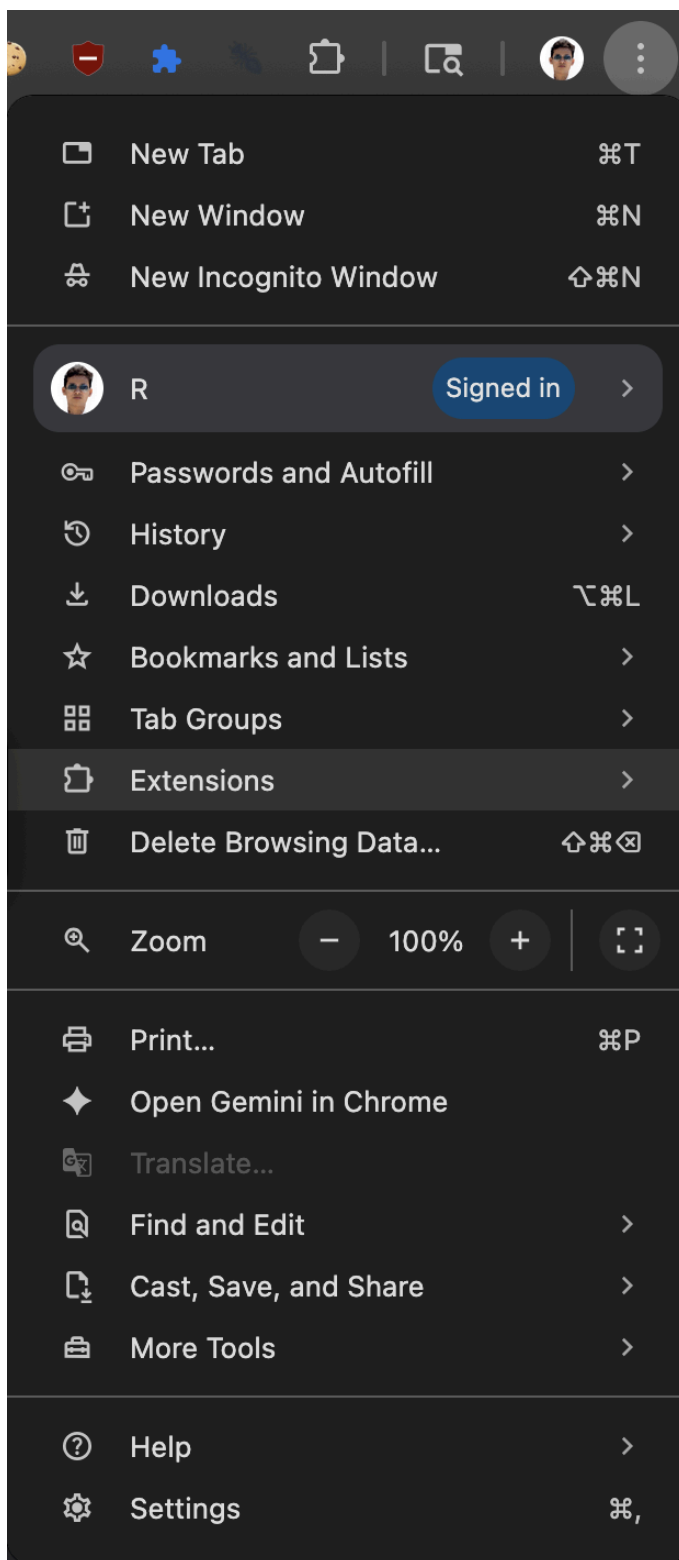 New Tab ⌘T
New Window ⌘N
New Incognito Window ⇧⌘N
R Signed in
Passwords and Autofill
History
Downloads ⌥⌘L
Bookmarks and Lists
Tab Groups
Extensions
Delete Browsing Data... ⇧⌘⌫
Zoom − 100% +
Print... ⌘P
Open Gemini in Chrome
Translate...
Find and Edit
Cast, Save, and Share
More Tools
Help
Settings ⌘,